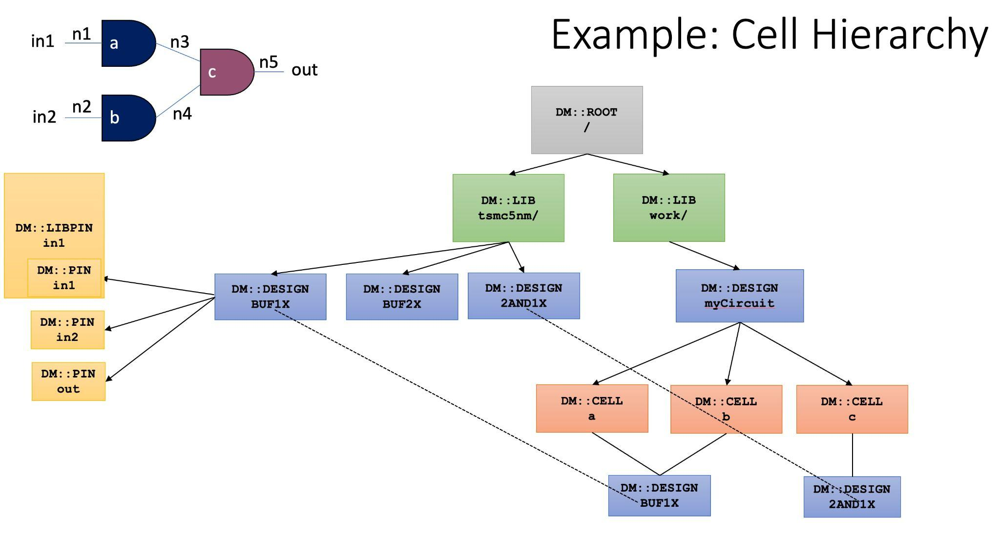 Example: Cell Hierarchy
in1
n1
a
n3
c
n5
out
in2
n2
b
n4
DM::ROOT
/
DM::LIB
tsmc5nm/
DM::LIB
work/
DM::LIBPIN
in1
DM::PIN
in1
DM::PIN
in2
DM::PIN
out
DM::DESIGN
BUF1X
DM::DESIGN
BUF2X
DM::DESIGN
2AND1X
DM::DESIGN
myCircuit
DM::CELL
a
DM::CELL
b
DM::CELL
c
DM::DESIGN
BUF1X
DM::DESIGN
2AND1X